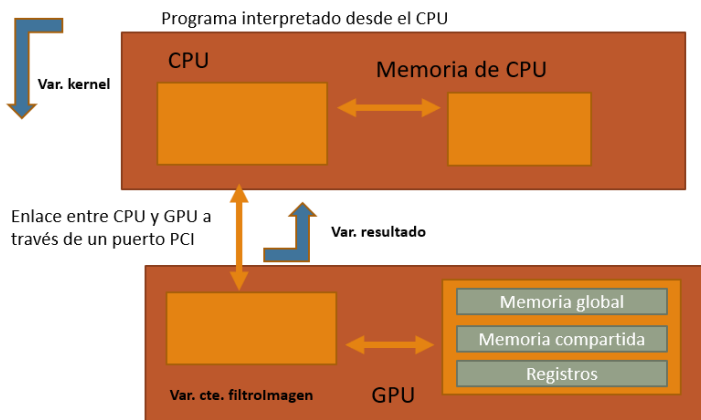 Programa interpretado desde el CPU
CPU
Memoria de CPU
Var. kernel
Enlace entre CPU y GPU a
través de un puerto PCI
Var. resultado
Memoria global
Memoria compartida
Registros
Var. cte. filtroImagen
GPU